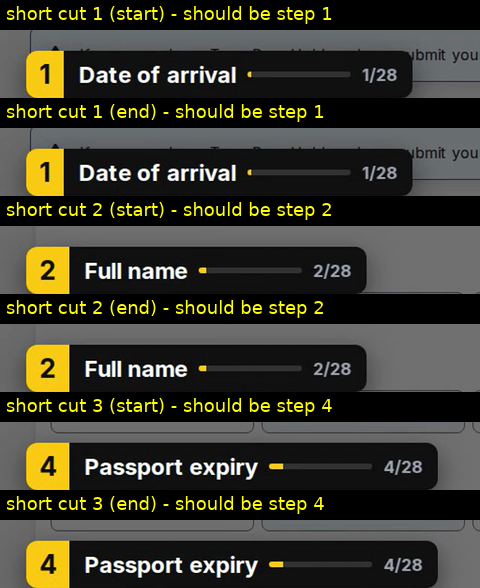 short cut 1 (start) - should be step 1
ubmit you
1 Date of arrival 1/28
short cut 1 (end) - should be step 1
ubmit you
1 Date of arrival 1/28
short cut 2 (start) - should be step 2
2 Full name 2/28
short cut 2 (end) - should be step 2
2 Full name 2/28
short cut 3 (start) - should be step 4
4 Passport expiry 4/28
short cut 3 (end) - should be step 4
4 Passport expiry 4/28